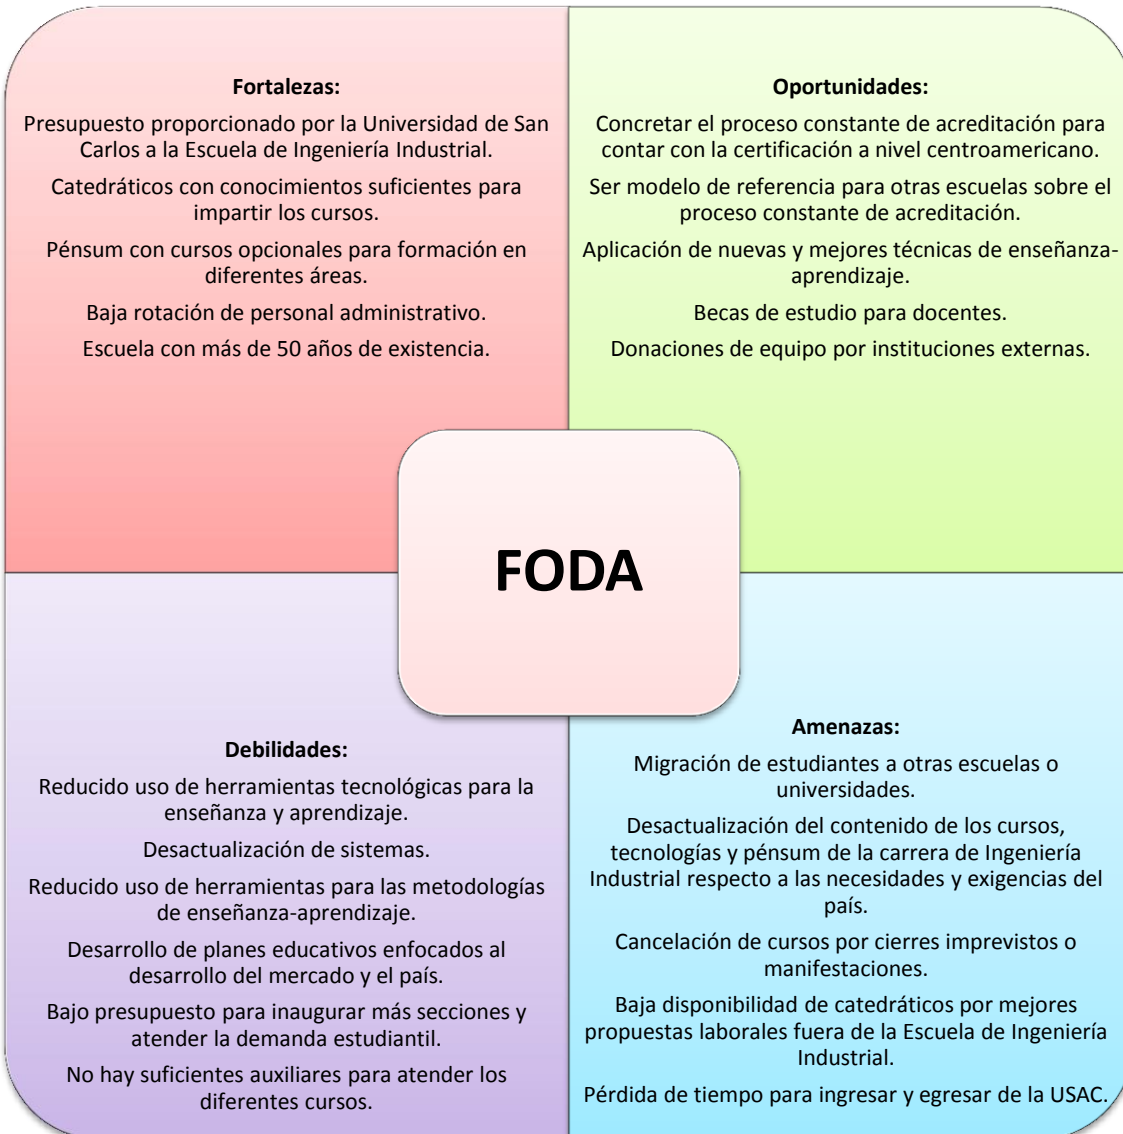 Fortalezas:
Presupuesto proporcionado por la Universidad de San
Carlos a la Escuela de Ingeniería Industrial.
Catedráticos con conocimientos suficientes para
impartir los cursos.
Pénsum con cursos opcionales para formación en
diferentes áreas.
Baja rotación de personal administrativo.
Escuela con más de 50 años de existencia.
Oportunidades:
Concretar el proceso constante de acreditación para
contar con la certificación a nivel centroamericano.
Ser modelo de referencia para otras escuelas sobre el
proceso constante de acreditación.
Aplicación de nuevas y mejores técnicas de enseñanza-
aprendizaje.
Becas de estudio para docentes.
Donaciones de equipo por instituciones externas.
FODA
Debilidades:
Reducido uso de herramientas tecnológicas para la
enseñanza y aprendizaje.
Desactualización de sistemas.
Reducido uso de herramientas para las metodologías
de enseñanza-aprendizaje.
Desarrollo de planes educativos enfocados al
desarrollo del mercado y el país.
Bajo presupuesto para inaugurar más secciones y
atender la demanda estudiantil.
No hay suficientes auxiliares para atender los
diferentes cursos.
Amenazas:
Migración de estudiantes a otras escuelas o
universidades.
Desactualización del contenido de los cursos,
tecnologías y pénsum de la carrera de Ingeniería
Industrial respecto a las necesidades y exigencias del
país.
Cancelación de cursos por cierres imprevistos o
manifestaciones.
Baja disponibilidad de catedráticos por mejores
propuestas laborales fuera de la Escuela de Ingeniería
Industrial.
Pérdida de tiempo para ingresar y egresar de la USAC.